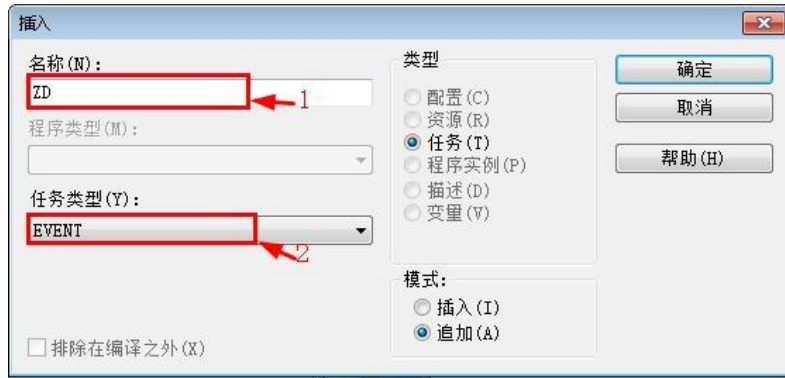 插入
名称(N):
ZD
1
程序类型(M):
任务类型(Y):
EVENT
2
排除在编译之外(X)
类型
配置(C)
资源(R)
任务(T)
程序实例(P)
描述(D)
变量(V)
模式:
插入(I)
追加(A)
确定
取消
帮助(H)